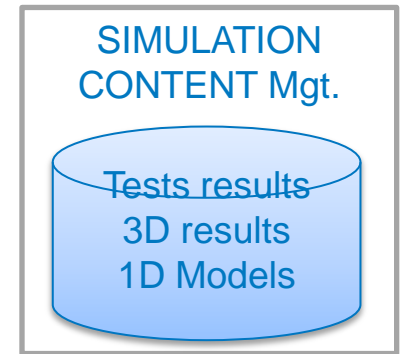 SIMULATION
CONTENT Mgt.
Tests results
3D results
1D Models